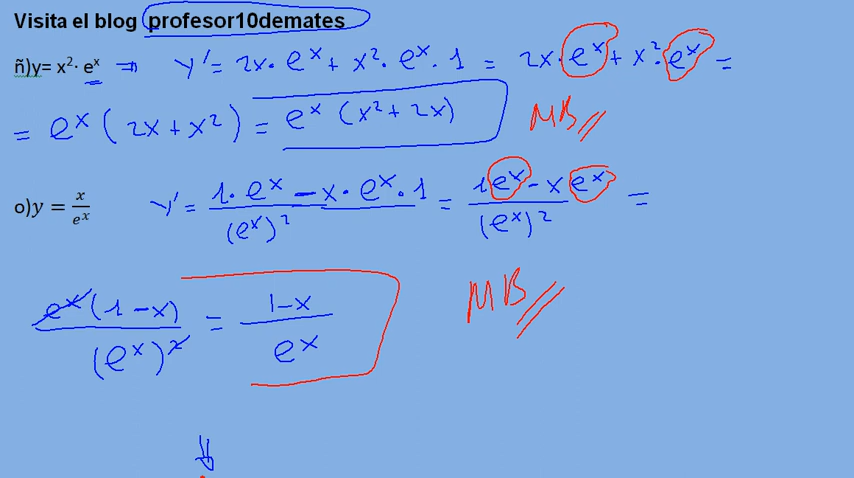 Visita el blog profesor10demates
ñ)y= x²· eˣ ⇒ y' = 2x· eˣ + x²· eˣ · 1 = 2x· eˣ + x²· eˣ =
= eˣ (2x + x²) = eˣ (x² + 2x) MB
o) y = x/eˣ y' = (1· eˣ - x· eˣ · 1)/(eˣ)² = (1eˣ - x eˣ)/(eˣ)² =
eˣ(1-x)/(eˣ)² = (1-x)/eˣ MB